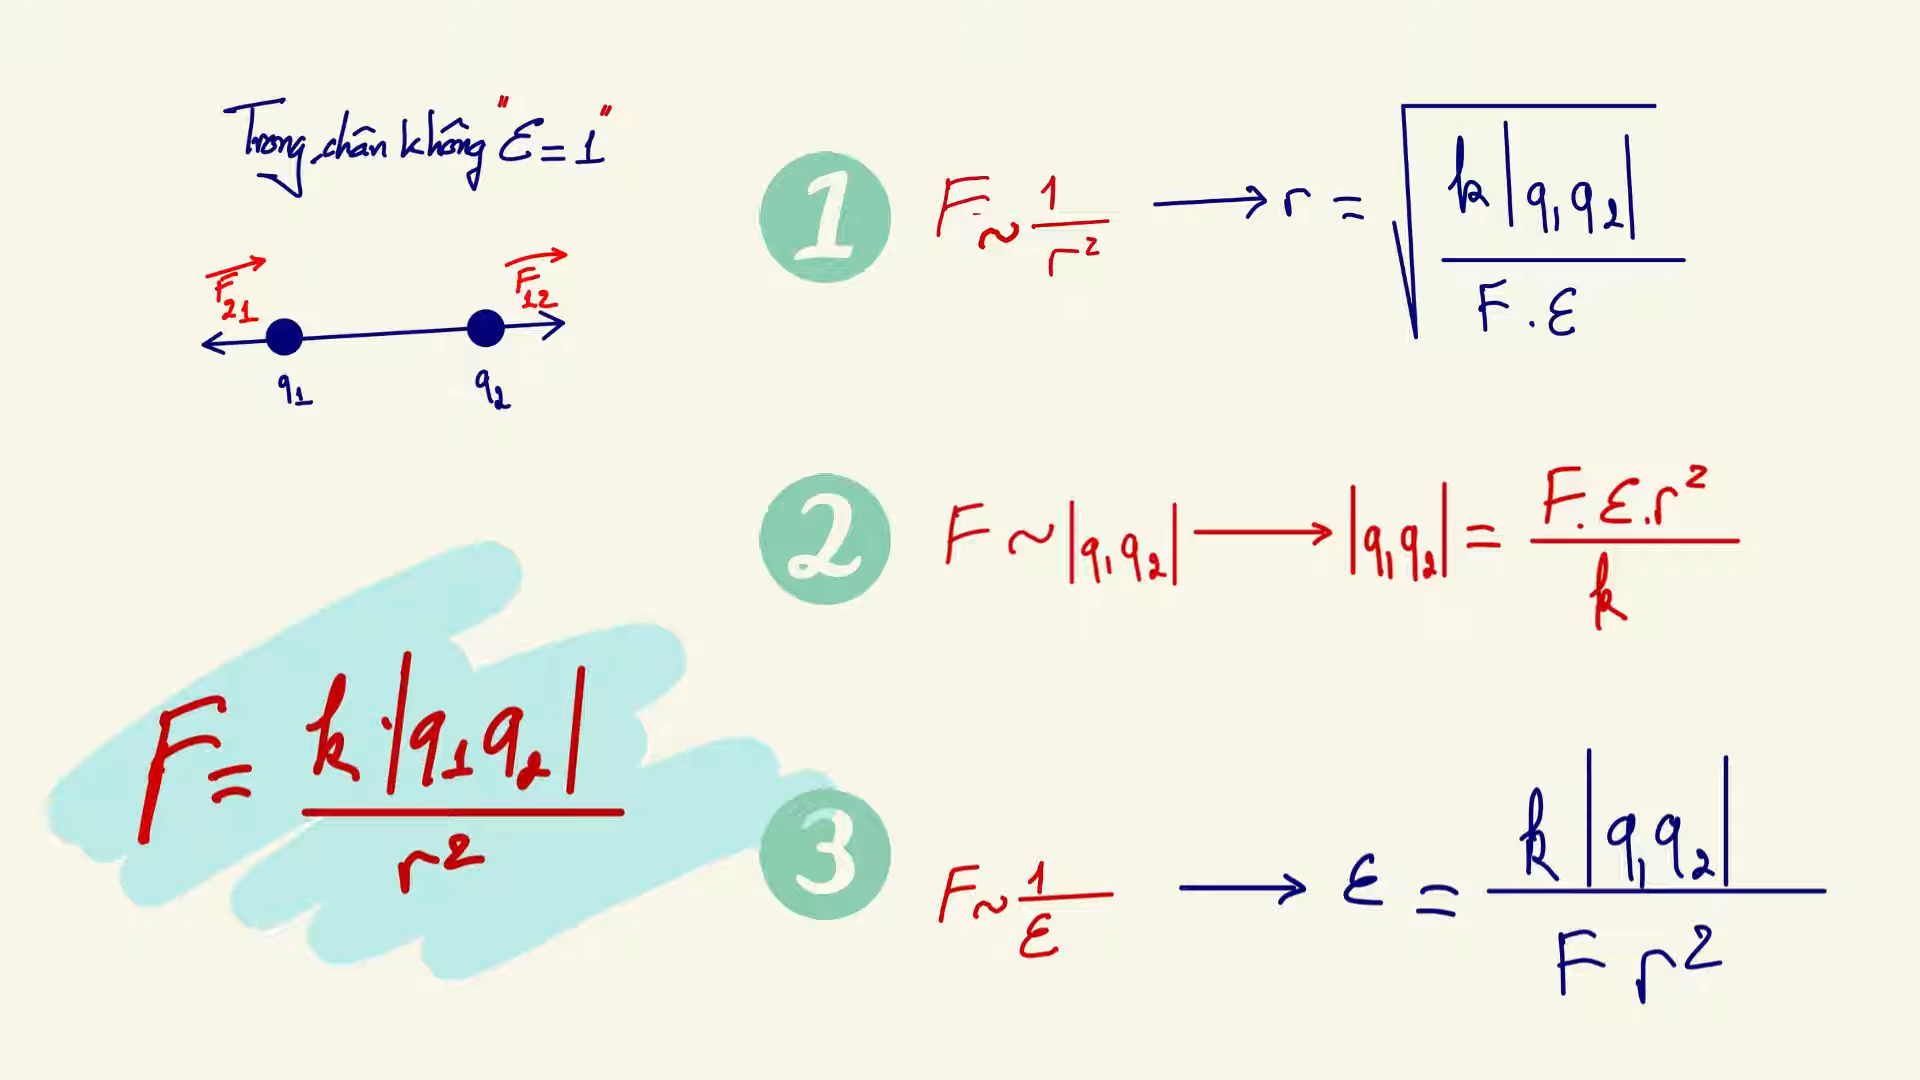 Trong chân không "ε = 1"
F₂₁ F₁₂
q₁ q₂
F = k.|q₁q₂| / r²
1 F ~ 1/r² → r = √(k|q₁q₂| / F.ε)
2 F ~ |q₁q₂| → |q₁q₂| = F.ε.r² / k
3 F ~ 1/ε → ε = k|q₁q₂| / F r²